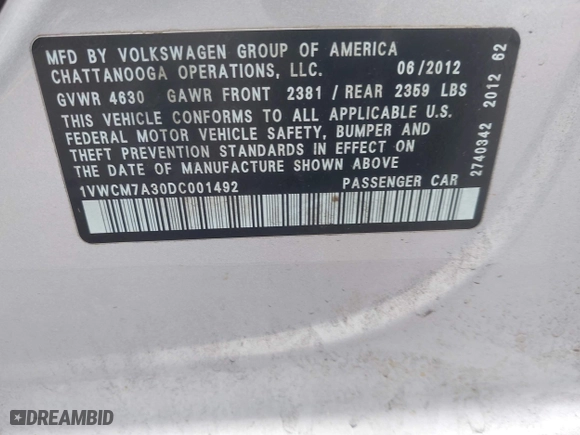 MFD BY VOLKSWAGEN GROUP OF AMERICA
CHATTANOOGA OPERATIONS, LLC. 06/2012
GVWR 4630 GAWR FRONT 2381 / REAR 2359 LBS
THIS VEHICLE CONFORMS TO ALL APPLICABLE U.S.
FEDERAL MOTOR VEHICLE SAFETY, BUMPER AND
THEFT PREVENTION STANDARDS IN EFFECT ON
THE DATE OF MANUFACTURE SHOWN ABOVE
1VWCM7A30DC001492 PASSENGER CAR
2740342 2012 62
DREAMBID